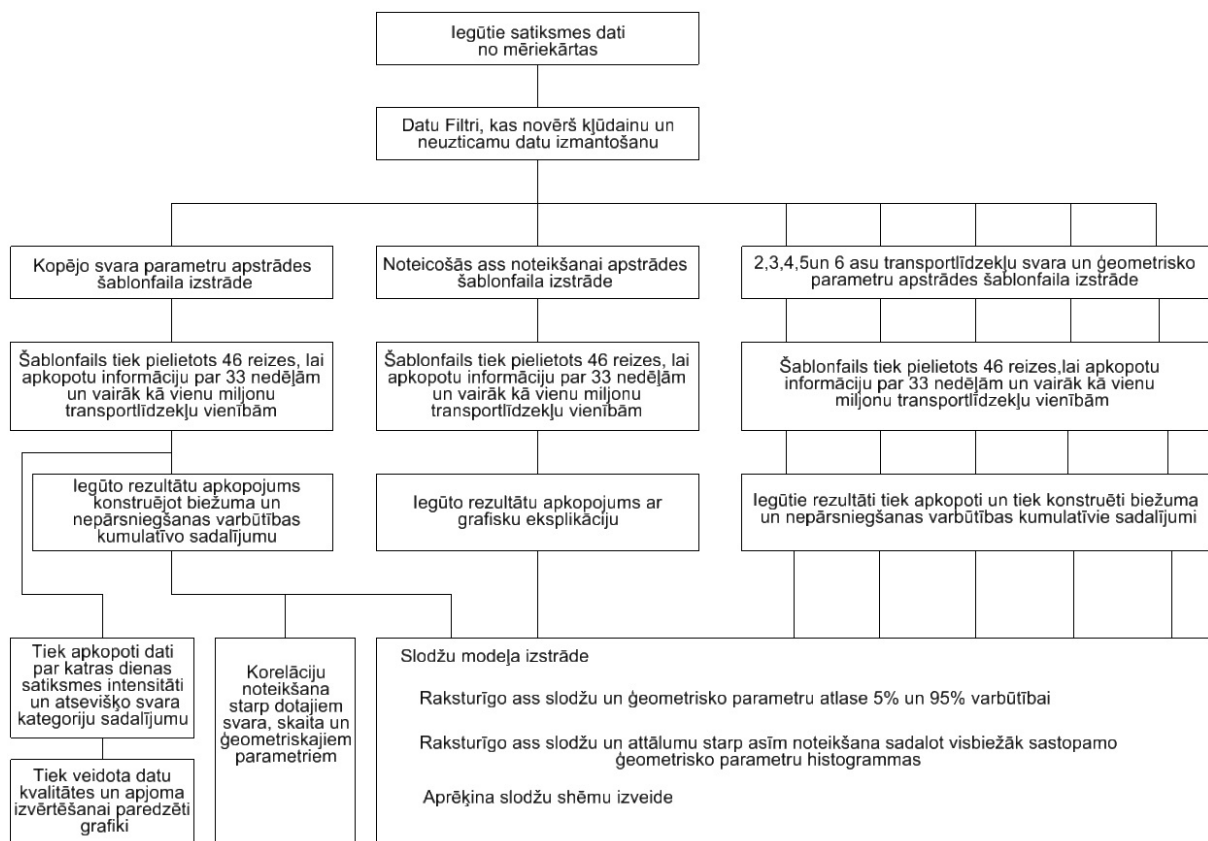 Iegūtie satiksmes dati
no mēriekārtas
Datu Filtri, kas novērš kļūdainu un
neuzticamu datu izmantošanu
Kopējo svara parametru apstrādes
šablonfaila izstrāde
Noteicošās ass noteikšanai apstrādes
šablonfaila izstrāde
2,3,4,5un 6 asu transportlīdzekļu svara un ģeometrisko
parametru apstrādes šablonfaila izstrāde
Šablonfails tiek pielietots 46 reizes, lai
apkopotu informāciju par 33 nedēļām
un vairāk kā vienu miljonu
transportlīdzekļu vienībām
Šablonfails tiek pielietots 46 reizes, lai
apkopotu informāciju par 33 nedēļām
un vairāk kā vienu miljonu
transportlīdzekļu vienībām
Šablonfails tiek pielietots 46 reizes,lai apkopotu
informāciju par 33 nedēļām un vairāk kā vienu
miljonu transportlīdzekļu vienībām
Iegūto rezultātu apkopojums
konstruējot biežuma un
nepārsniegšanas varbūtības
kumulatīvo sadalījumu
Iegūto rezultātu apkopojums ar
grafisku eksplikāciju
Iegūtie rezultāti tiek apkopoti un tiek konstruēti biežuma
un nepārsniegšanas varbūtības kumulatīvie sadalījumi
Tiek apkopoti dati
par katras dienas
satiksmes intensitāti
un atsevišķo svara
kategoriju sadalījumu
Tiek veidota datu
kvalitātes un apjoma
izvērtēšanai paredzēti
grafiki
Korelāciju
noteikšana
starp dotajiem
svara, skaita un
ģeometriskajiem
parametriem
Slodžu modeļa izstrāde
Raksturīgo ass slodžu un ģeometrisko parametru atlase 5% un 95% varbūtībai
Raksturīgo ass slodžu un attālumu starp asīm noteikšana sadalot visbiežāk sastopamo
ģeometrisko parametru histogrammas
Aprēķina slodžu shēmu izveide